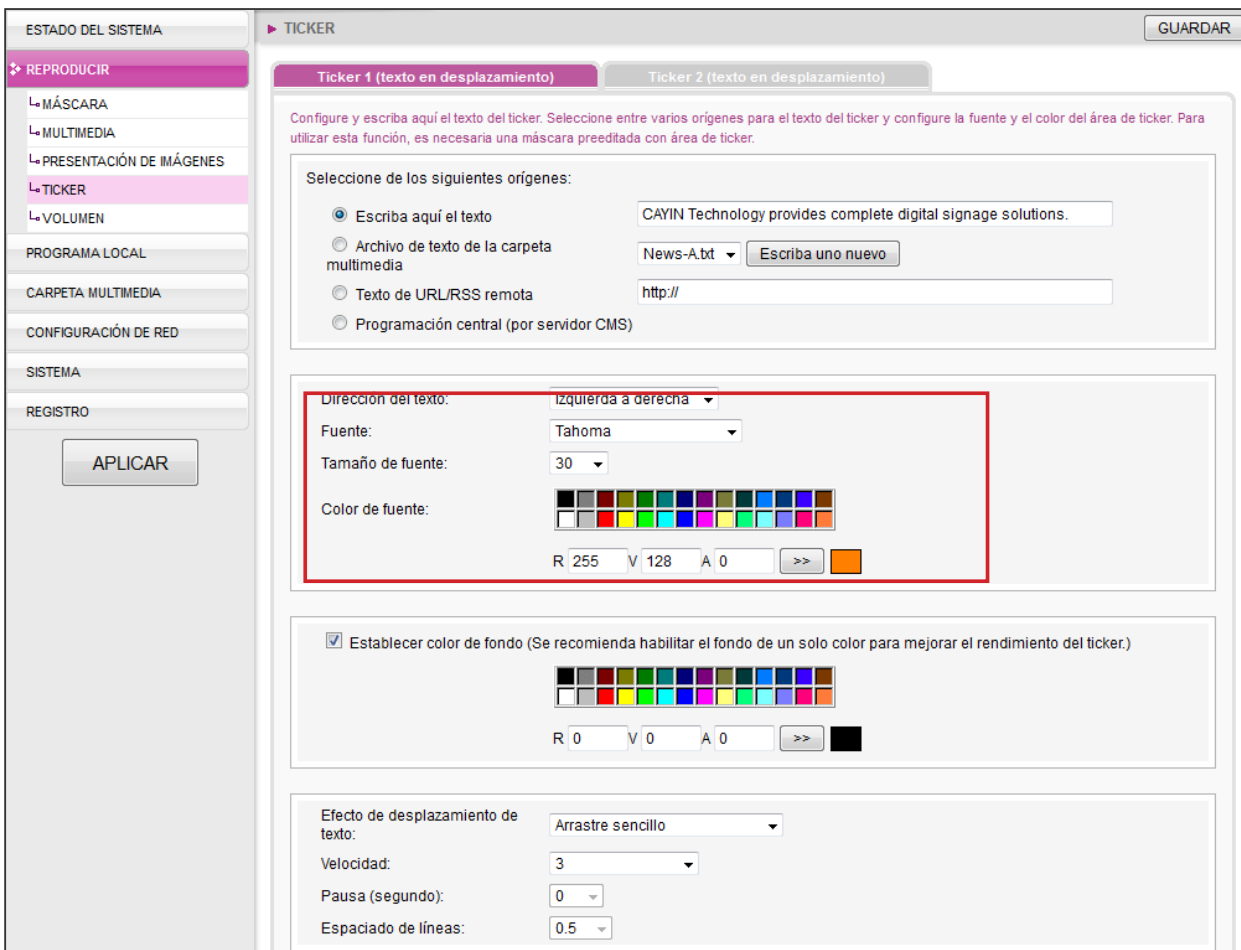 ESTADO DEL SISTEMA
REPRODUCIR
MÁSCARA
MULTIMEDIA
PRESENTACIÓN DE IMÁGENES
TICKER
VOLUMEN
PROGRAMA LOCAL
CARPETA MULTIMEDIA
CONFIGURACIÓN DE RED
SISTEMA
REGISTRO
APLICAR
TICKER
GUARDAR
Ticker 1 (texto en desplazamiento)
Ticker 2 (texto en desplazamiento)
Configure y escriba aquí el texto del ticker. Seleccione entre varios orígenes para el texto del ticker y configure la fuente y el color del área de ticker. Para
utilizar esta función, es necesaria una máscara preeditada con área de ticker.
Seleccione de los siguientes orígenes:
Escriba aquí el texto
CAYIN Technology provides complete digital signage solutions.
Archivo de texto de la carpeta
multimedia
News-A.txt
Escriba uno nuevo
Texto de URL/RSS remota
http://
Programación central (por servidor CMS)
Dirección del texto:
Izquierda a derecha
Fuente:
Tahoma
Tamaño de fuente:
30
Color de fuente:
R 255 V 128 A 0 >>
Establecer color de fondo (Se recomienda habilitar el fondo de un solo color para mejorar el rendimiento del ticker.)
R 0 V 0 A 0 >>
Efecto de desplazamiento de
texto:
Arrastre sencillo
Velocidad:
3
Pausa (segundo):
0
Espaciado de líneas:
0.5